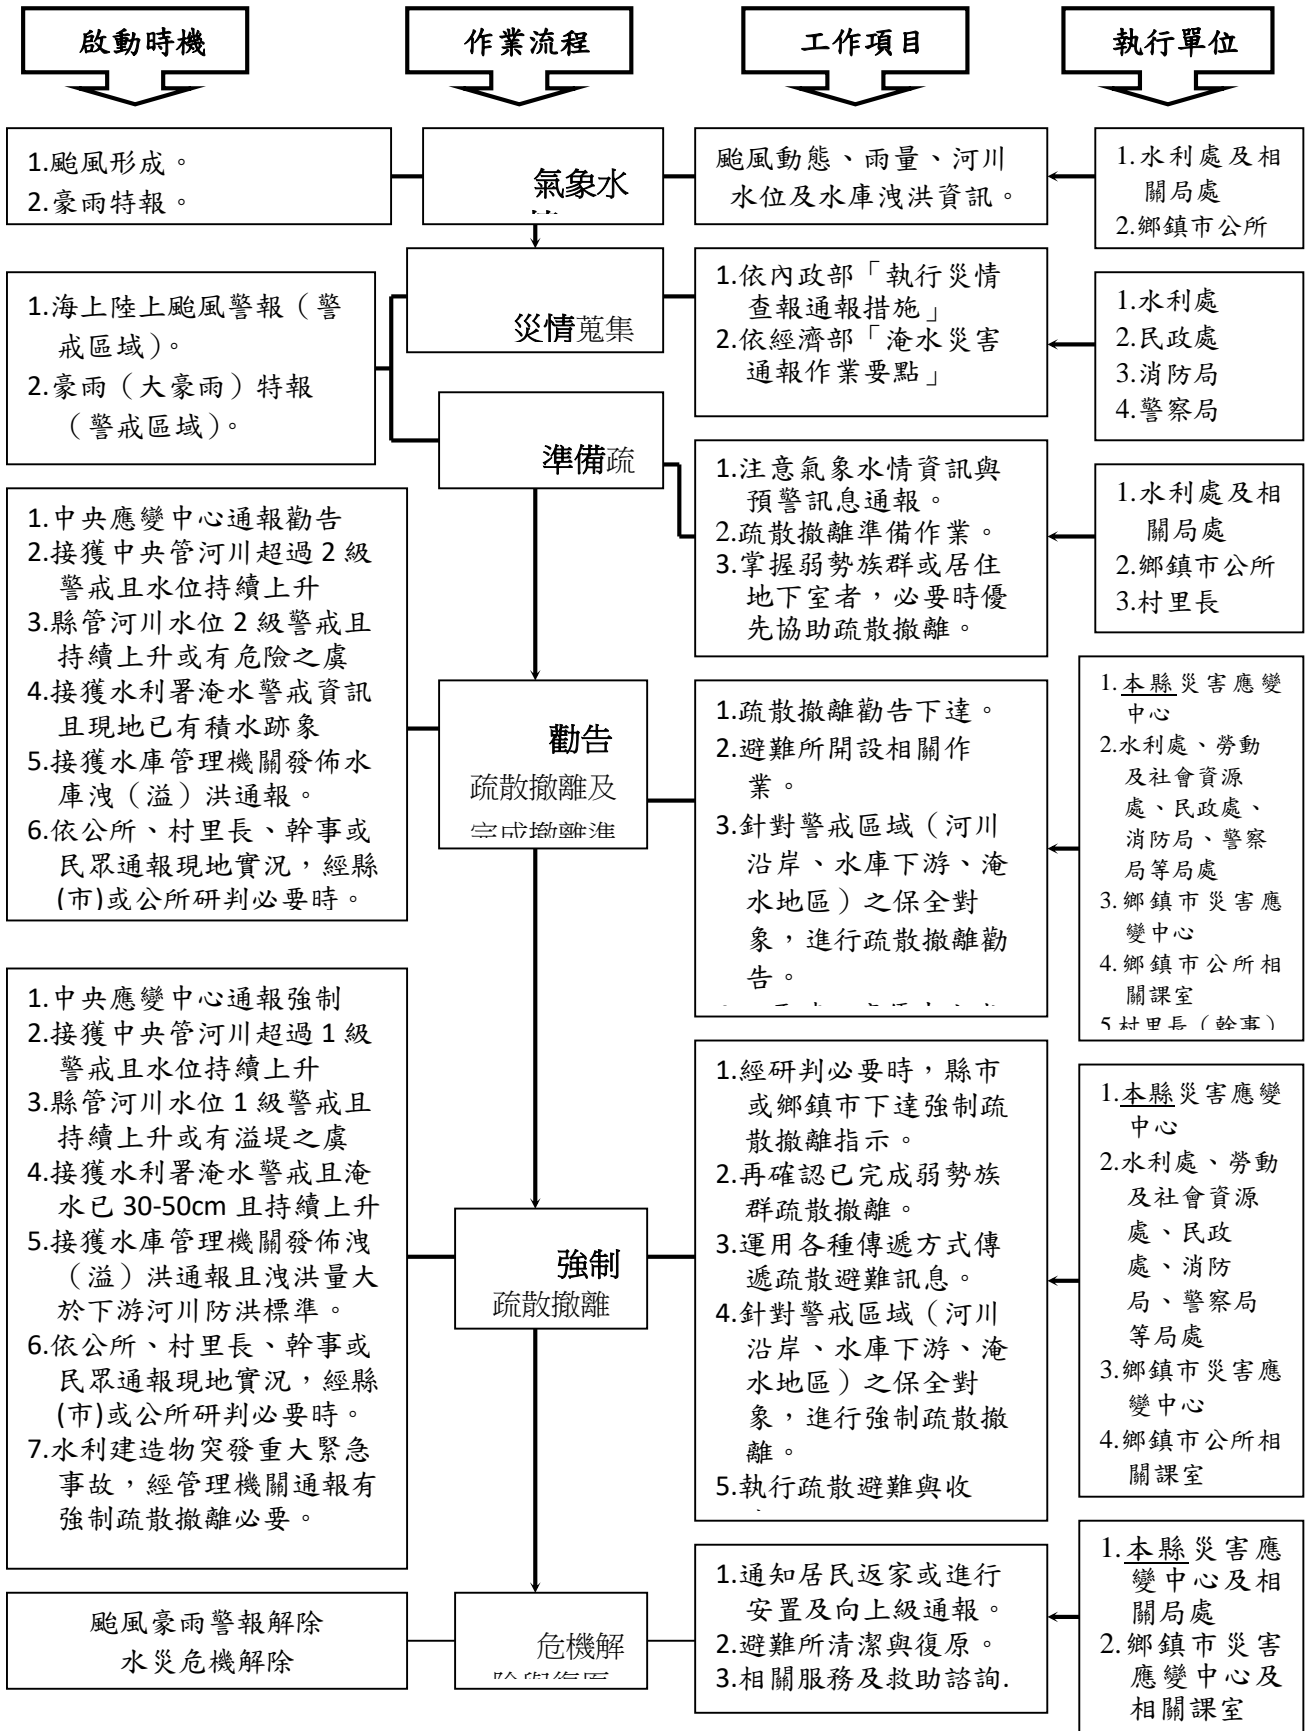 啟動時機
作業流程
工作項目
執行單位
1.颱風形成。
2.豪雨特報。
氣象水
颱風動態、雨量、河川
水位及水庫洩洪資訊。
1.水利處及相
關局處
2.鄉鎮市公所
1.海上陸上颱風警報（警
戒區域）。
2.豪雨（大豪雨）特報
（警戒區域）。
災情蒐集
1.依內政部「執行災情
查報通報措施」
2.依經濟部「淹水災害
通報作業要點」
1.水利處
2.民政處
3.消防局
4.警察局
準備疏
1.注意氣象水情資訊與
預警訊息通報。
2.疏散撤離準備作業。
3.掌握弱勢族群或居住
地下室者，必要時優
先協助疏散撤離。
1.水利處及相
關局處
2.鄉鎮市公所
3.村里長
1.中央應變中心通報勸告
2.接獲中央管河川超過 2 級
警戒且水位持續上升
3.縣管河川水位 2 級警戒且
持續上升或有危險之虞
4.接獲水利署淹水警戒資訊
且現地已有積水跡象
5.接獲水庫管理機關發佈水
庫洩（溢）洪通報。
6.依公所、村里長、幹事或
民眾通報現地實況，經縣
(市)或公所研判必要時。
勸告
疏散撤離及
完成撤離準
1.疏散撤離勸告下達。
2.避難所開設相關作
業。
3.針對警戒區域（河川
沿岸、水庫下游、淹
水地區）之保全對
象，進行疏散撤離勸
告。
1.本縣災害應變
中心
2.水利處、勞動
及社會資源
處、民政處、
消防局、警察
局等局處
3.鄉鎮市災害應
變中心
4.鄉鎮市公所相
關課室
5.村里長（幹事）
1.中央應變中心通報強制
2.接獲中央管河川超過 1 級
警戒且水位持續上升
3.縣管河川水位 1 級警戒且
持續上升或有溢堤之虞
4.接獲水利署淹水警戒且淹
水已 30-50cm 且持續上升
5.接獲水庫管理機關發佈洩
（溢）洪通報且洩洪量大
於下游河川防洪標準。
6.依公所、村里長、幹事或
民眾通報現地實況，經縣
(市)或公所研判必要時。
7.水利建造物突發重大緊急
事故，經管理機關通報有
強制疏散撤離必要。
強制
疏散撤離
1.經研判必要時，縣市
或鄉鎮市下達強制疏
散撤離指示。
2.再確認已完成弱勢族
群疏散撤離。
3.運用各種傳遞方式傳
遞疏散避難訊息。
4.針對警戒區域（河川
沿岸、水庫下游、淹
水地區）之保全對
象，進行強制疏散撤
離。
5.執行疏散避難與收
1.本縣災害應變
中心
2.水利處、勞動
及社會資源
處、民政
處、消防
局、警察局
等局處
3.鄉鎮市災害應
變中心
4.鄉鎮市公所相
關課室
颱風豪雨警報解除
水災危機解除
危機解
1.通知居民返家或進行
安置及向上級通報。
2.避難所清潔與復原。
3.相關服務及救助諮詢.
1.本縣災害應
變中心及相
關局處
2.鄉鎮市災害
應變中心及
相關課室